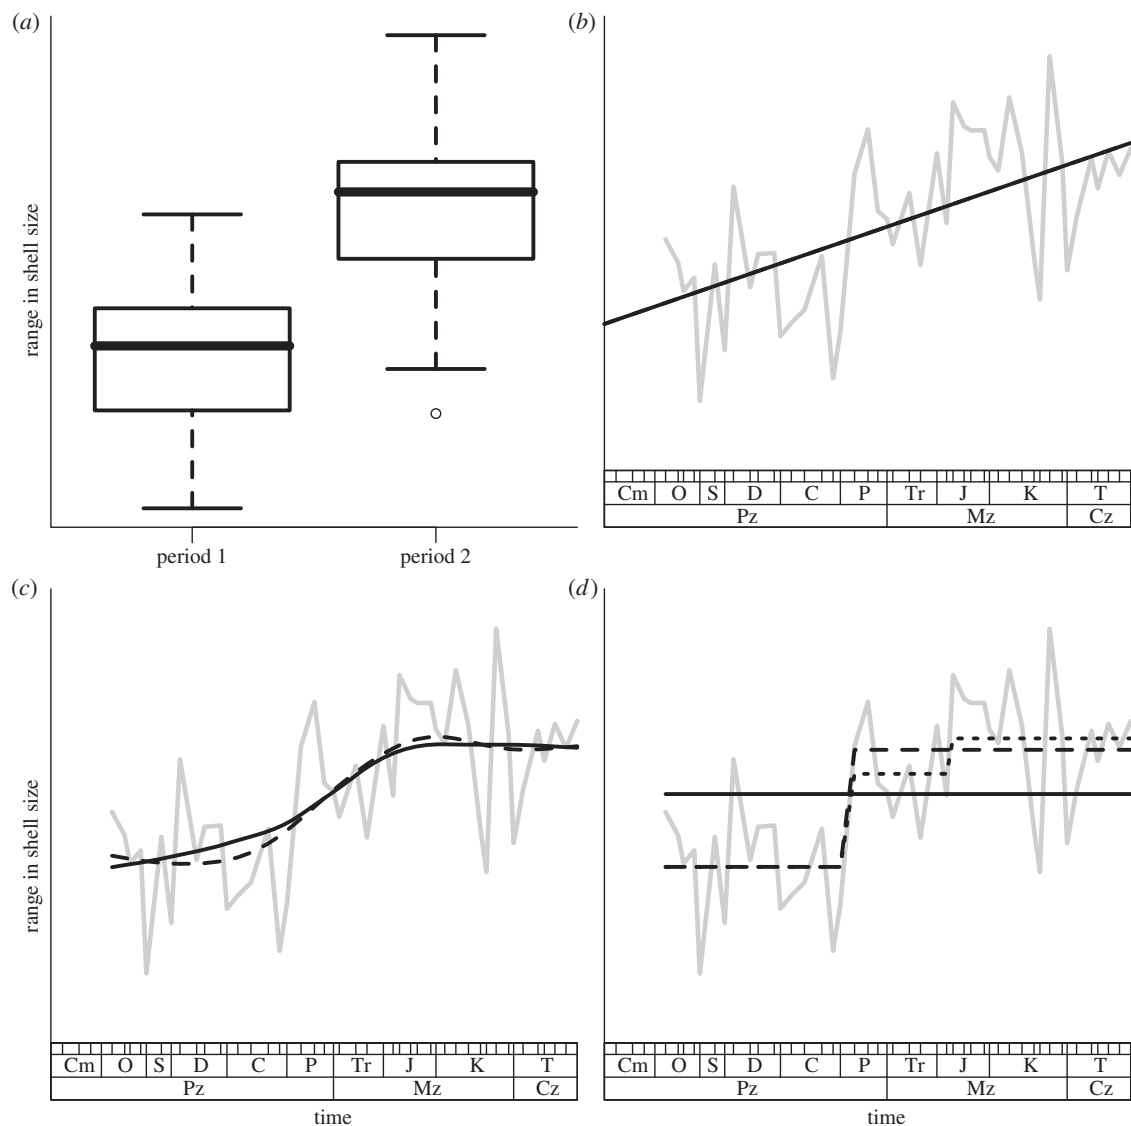 (a)
range in shell size
period 1 period 2
(b)
Cm O S D C P Tr J K T
Pz Mz Cz
(c)
range in shell size
Cm O S D C P Tr J K T
Pz Mz Cz
time
(d)
Cm O S D C P Tr J K T
Pz Mz Cz
time